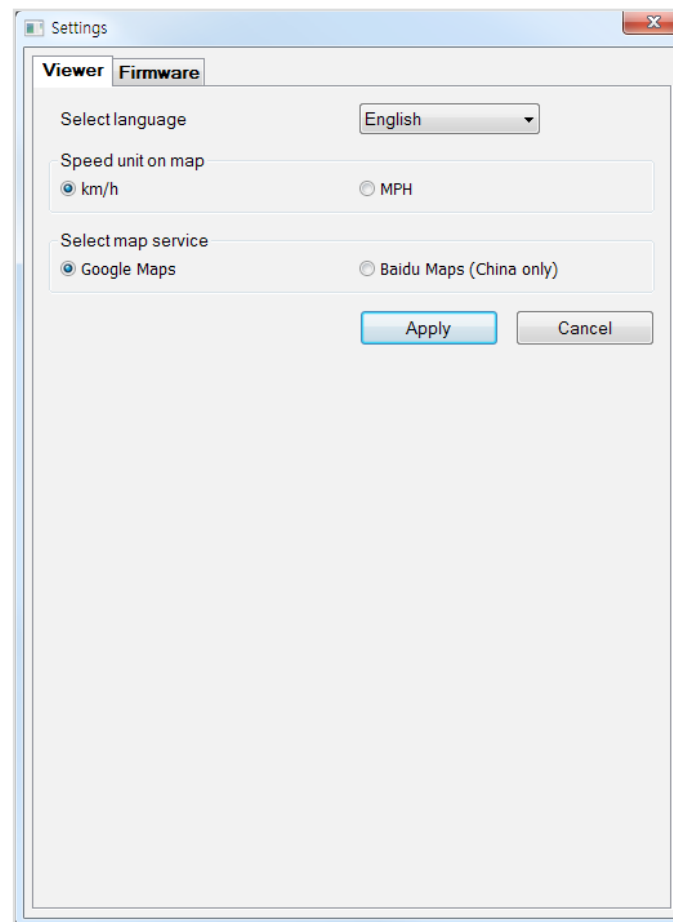 Settings
Viewer Firmware
Select language English
Speed unit on map
km/h MPH
Select map service
Google Maps Baidu Maps (China only)
Apply Cancel